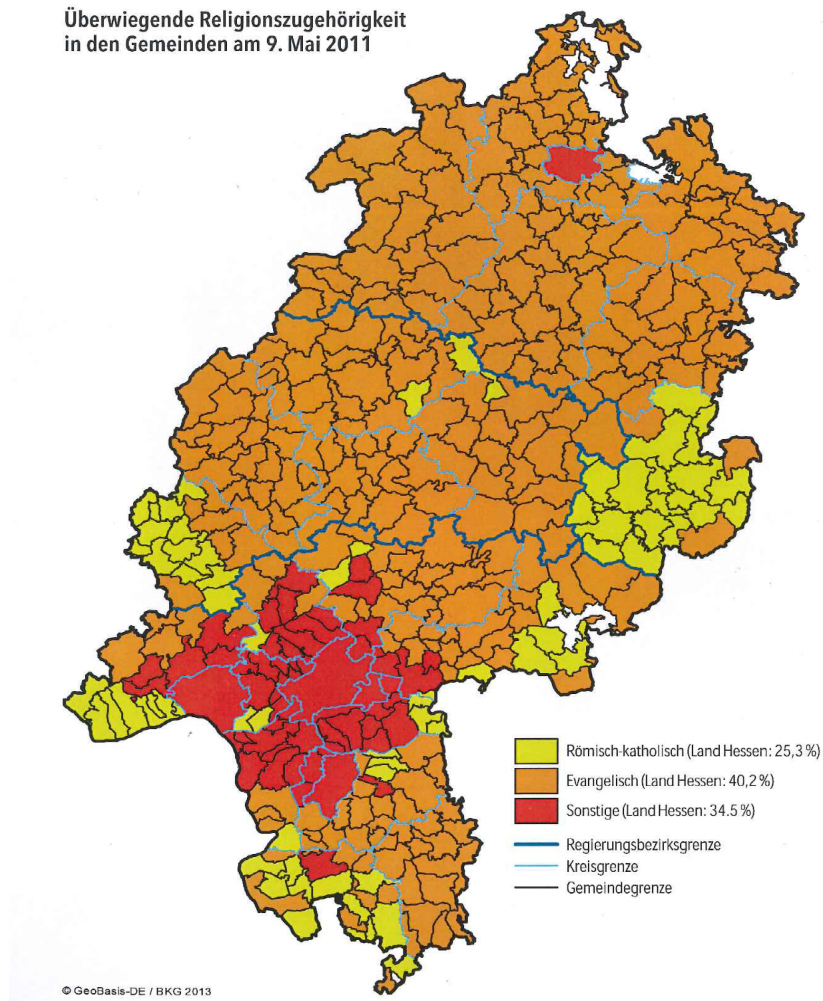 Überwiegende Religionszugehörigkeit
in den Gemeinden am 9. Mai 2011
Römisch-katholisch (Land Hessen: 25,3 %)
Evangelisch (Land Hessen: 40,2 %)
Sonstige (Land Hessen: 34.5 %)
Regierungsbezirksgrenze
Kreisgrenze
Gemeindegrenze
© GeoBasis-DE / BKG 2013